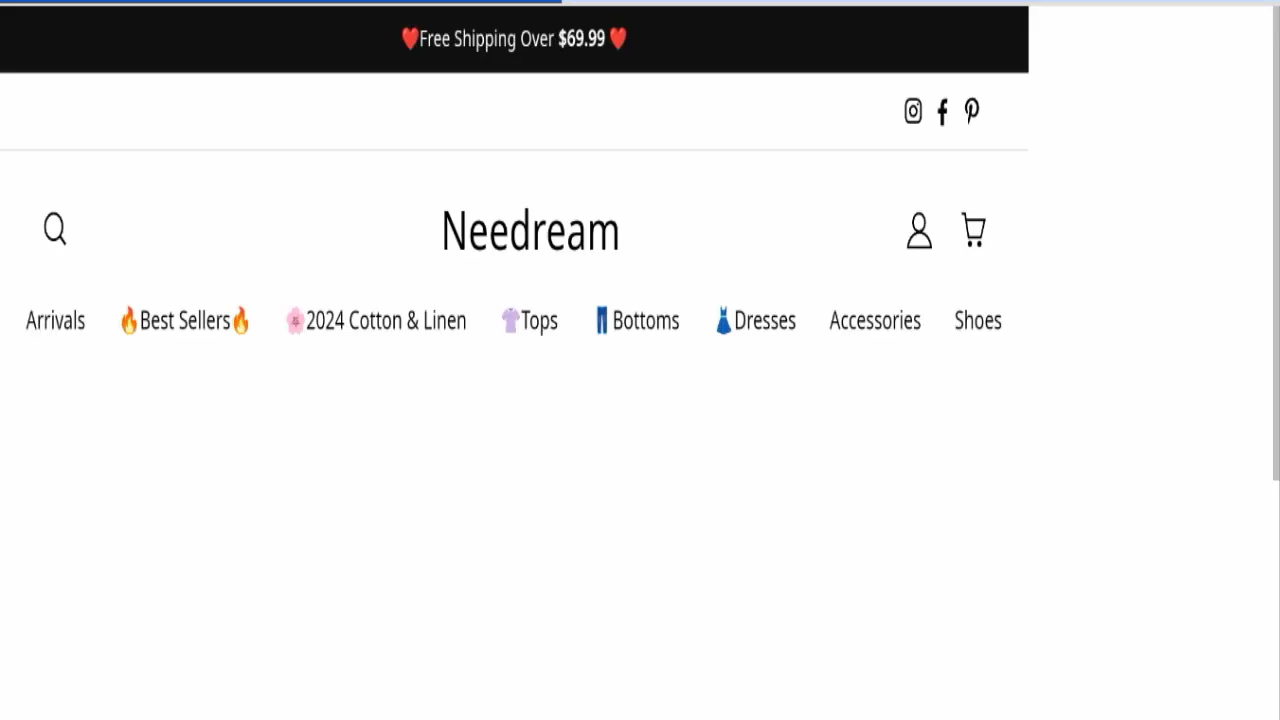 ❤️Free Shipping Over $69.99 ❤️
Needream
Arrivals 🔥Best Sellers🔥 🌸2024 Cotton & Linen 👚Tops 👖Bottoms 👗Dresses Accessories Shoes